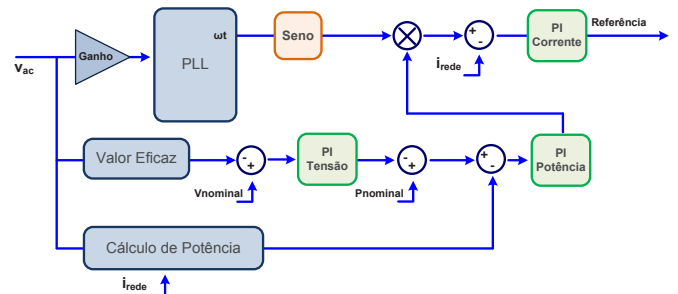 v_ac
Ganho
PLL
ωt
Seno
+
-
i_rede
PI
Corrente
Referência
Valor Eficaz
-
+
Vnominal
PI
Tensão
-
+
Pnominal
+
-
PI
Potência
Cálculo de Potência
i_rede